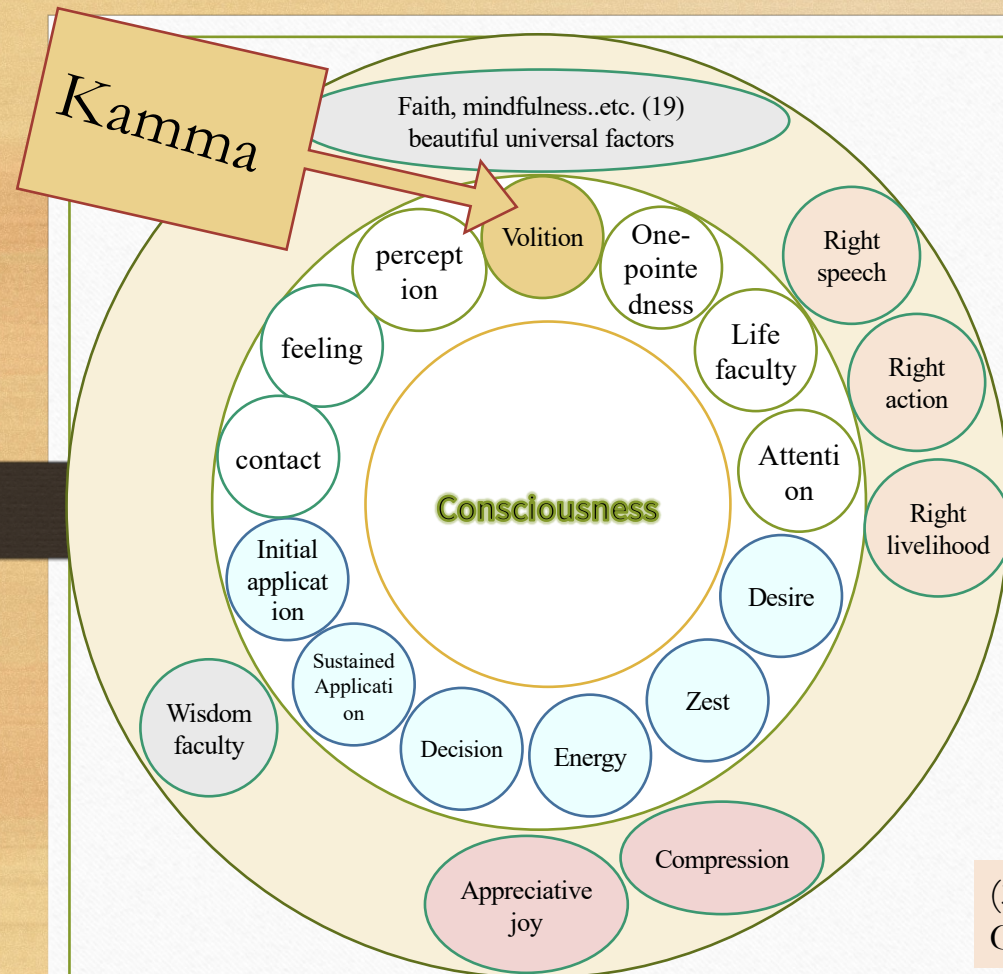 Kamma
Faith, mindfulness..etc. (19)
beautiful universal factors
Volition
One-
pointe
dness
percept
ion
Right
speech
feeling
Life
faculty
Right
action
contact
Attenti
on
Right
livelihood
Consciousness
Initial
applicat
ion
Desire
Sustained
Applicati
on
Zest
Wisdom
faculty
Decision
Energy
Compression
Appreciative
joy